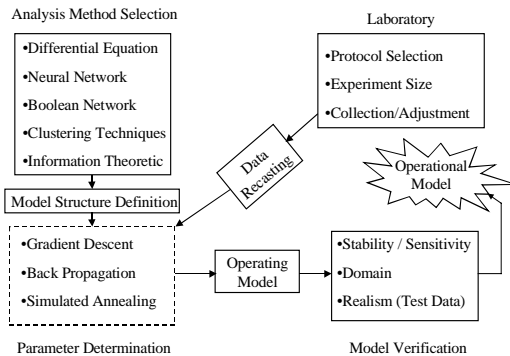 Analysis Method Selection
•Differential Equation
•Neural Network
•Boolean Network
•Clustering Techniques
•Information Theoretic
Model Structure Definition
•Gradient Descent
•Back Propagation
•Simulated Annealing
Parameter Determination
Laboratory
•Protocol Selection
•Experiment Size
•Collection/Adjustment
Data
Recasting
Operating
Model
Operational
Model
•Stability / Sensitivity
•Domain
•Realism (Test Data)
Model Verification